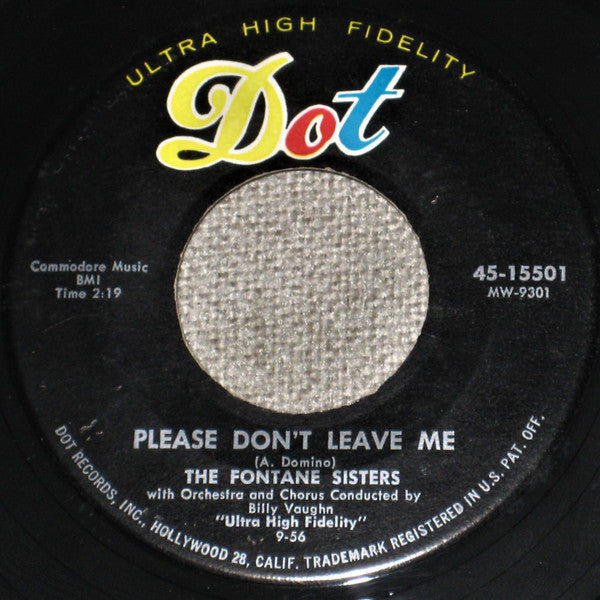 ULTRA HIGH FIDELITY
Dot
Commodore Music
BMI
Time 2:19
45-15501
MW-9301
PLEASE DON'T LEAVE ME
(A. Domino)
THE FONTANE SISTERS
with Orchestra and Chorus Conducted by
Billy Vaughn
"Ultra High Fidelity"
9-56
DOT RECORDS, INC., HOLLYWOOD 28, CALIF. TRADEMARK REGISTERED IN U.S. PAT. OFF.